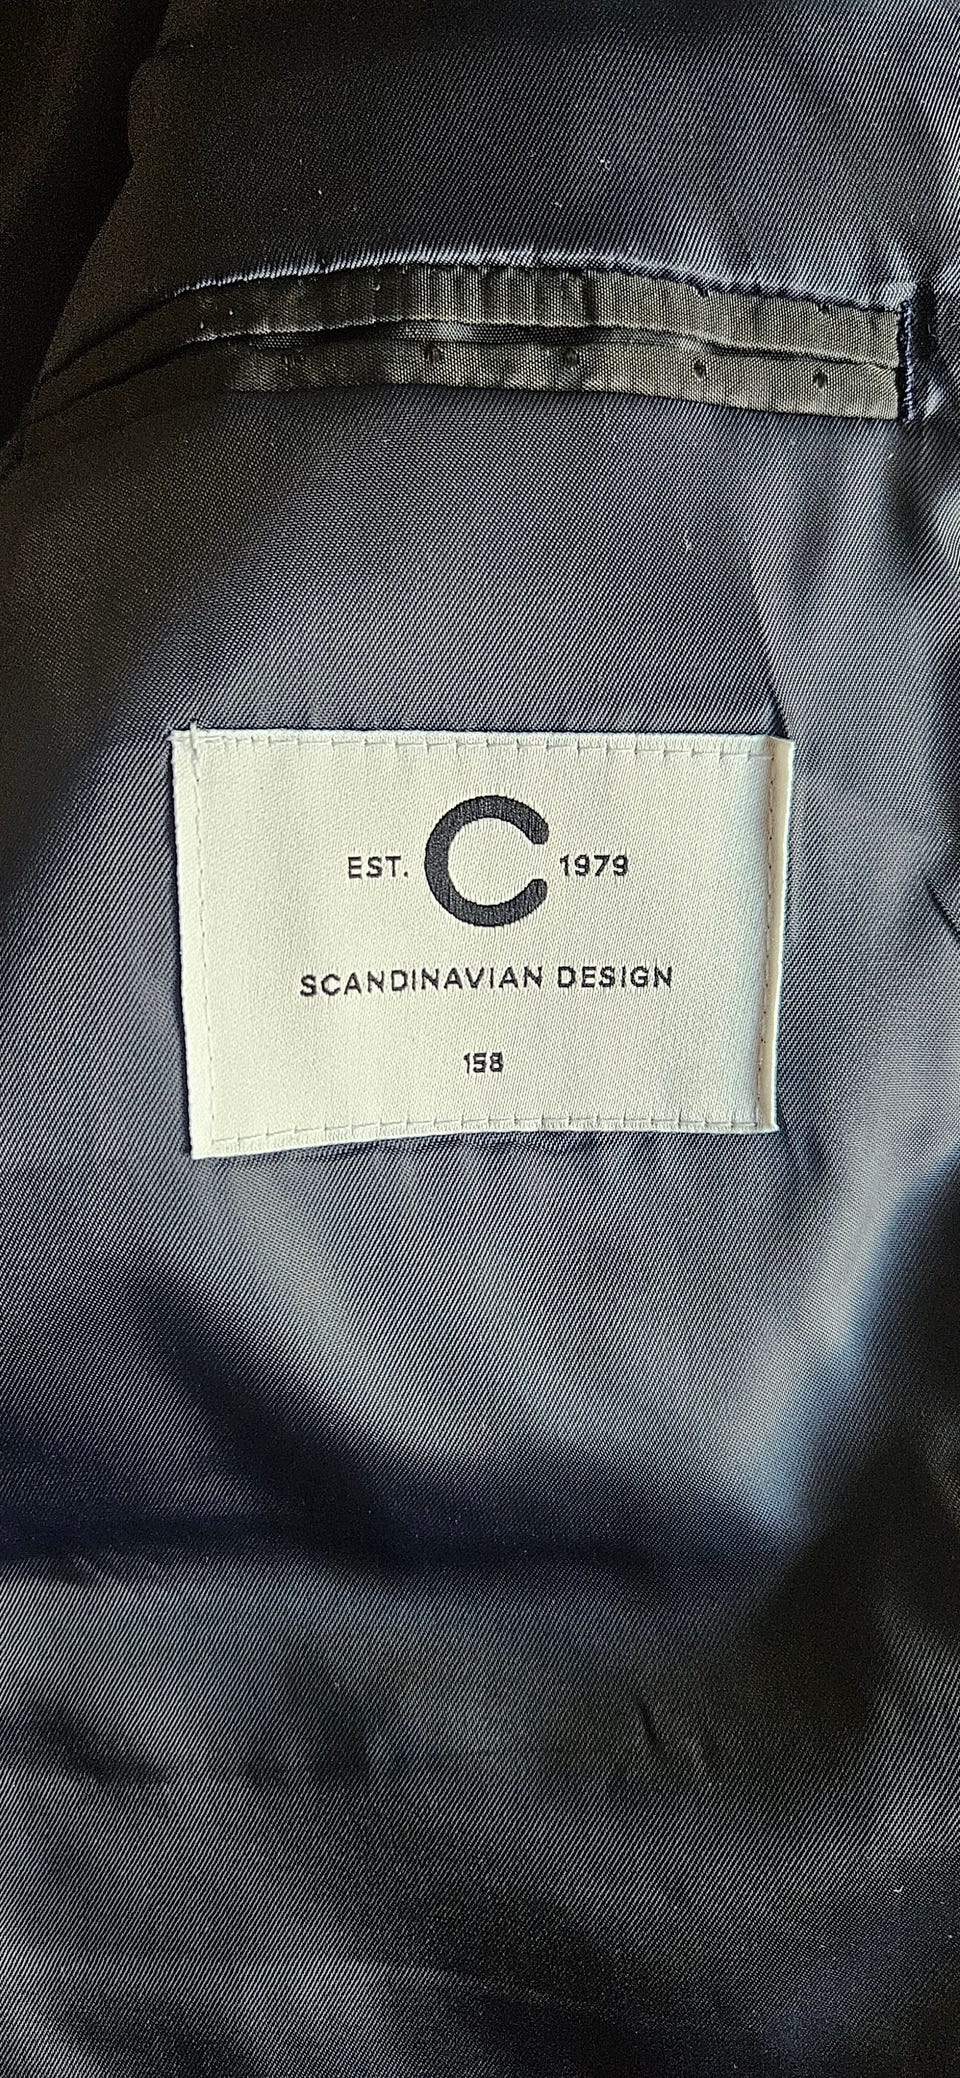 EST. C 1979
SCANDINAVIAN DESIGN
158